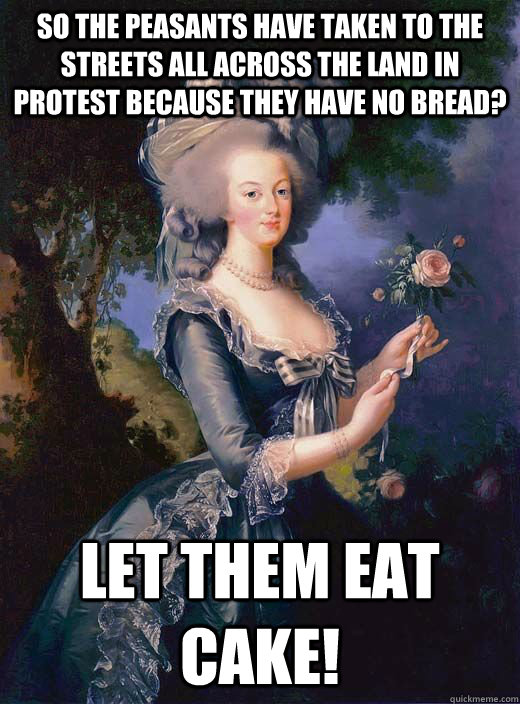 SO THE PEASANTS HAVE TAKEN TO THE
STREETS ALL ACROSS THE LAND IN
PROTEST BECAUSE THEY HAVE NO BREAD?
LET THEM EAT
CAKE!
quickmeme.com